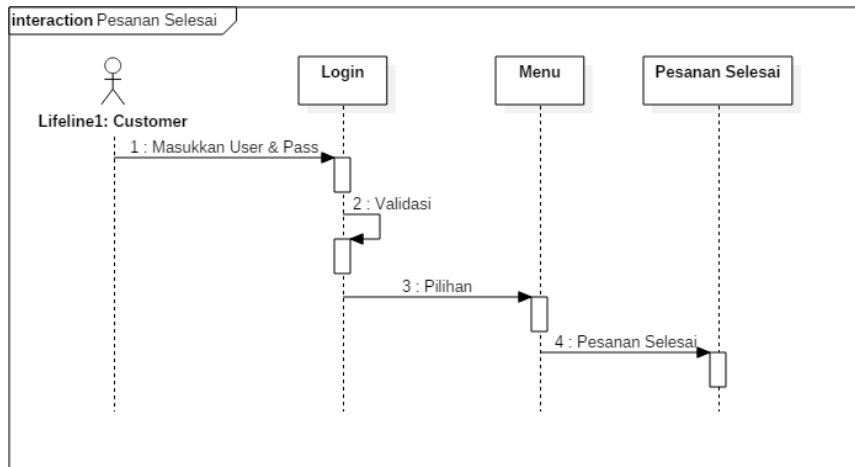 interaction Pesanan Selesai
Login
Menu
Pesanan Selesai
Lifeline1: Customer
1 : Masukkan User & Pass
2 : Validasi
3 : Pilihan
4 : Pesanan Selesai